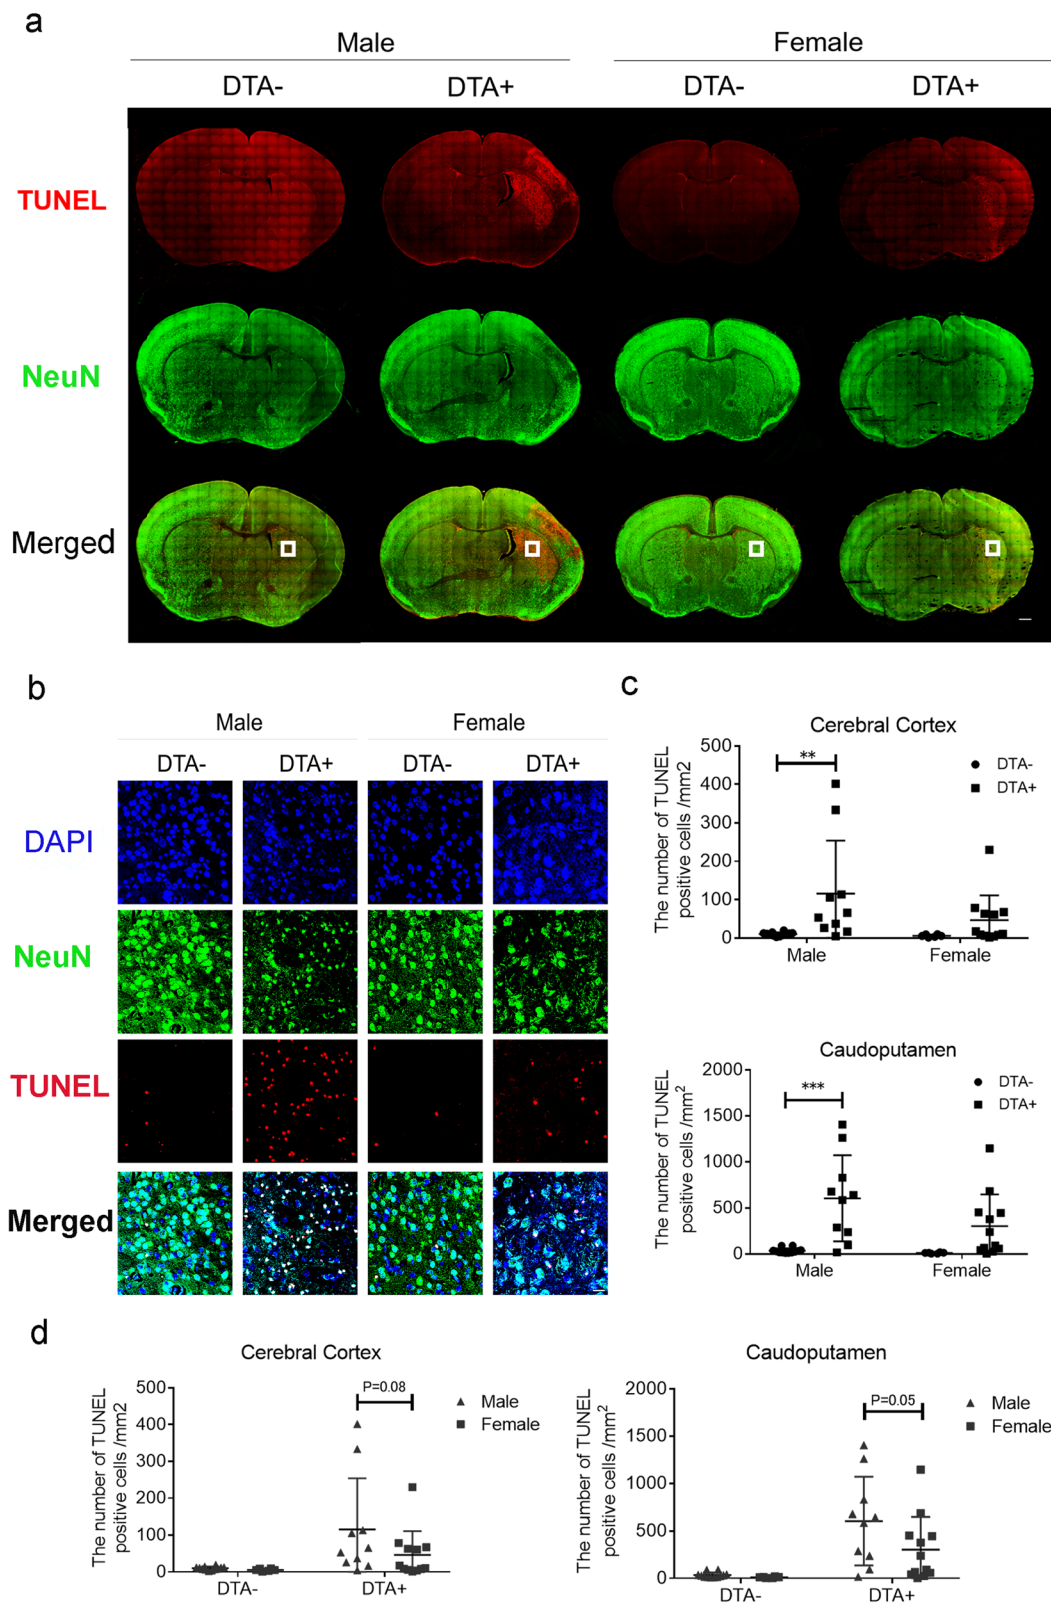 a
Male
Female
DTA-
DTA+
DTA-
DTA+
TUNEL
NeuN
Merged
b
Male
Female
DTA-
DTA+
DTA-
DTA+
DAPI
NeuN
TUNEL
Merged
c
Cerebral Cortex
The number of TUNEL
positive cells /mm2
500
400
300
200
100
0
**
DTA-
DTA+
Male
Female
Caudoputamen
The number of TUNEL
positive cells /mm²
2000
1500
1000
500
0
***
DTA-
DTA+
Male
Female
d
Cerebral Cortex
The number of TUNEL
positive cells /mm2
500
400
300
200
100
0
P=0.08
Male
Female
DTA-
DTA+
Caudoputamen
The number of TUNEL
positive cells /mm²
2000
1500
1000
500
0
P=0.05
Male
Female
DTA-
DTA+